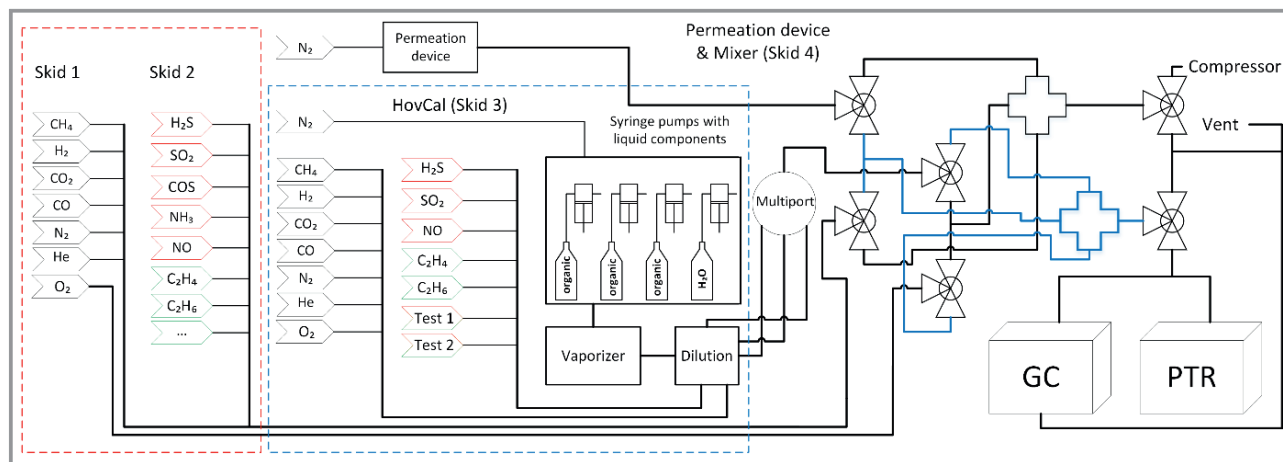 Skid 1
CH₄
H₂
CO₂
CO
N₂
He
O₂
Skid 2
H₂S
SO₂
COS
NH₃
NO
C₂H₄
C₂H₆
...
N₂
Permeation
device
Permeation device
& Mixer (Skid 4)
HovCal (Skid 3)
N₂
Syringe pumps with
liquid components
CH₄
H₂
CO₂
CO
N₂
He
O₂
H₂S
SO₂
NO
C₂H₄
C₂H₆
Test 1
Test 2
organic
organic
organic
H₂O
Vaporizer
Dilution
Multiport
Compressor
Vent
GC
PTR